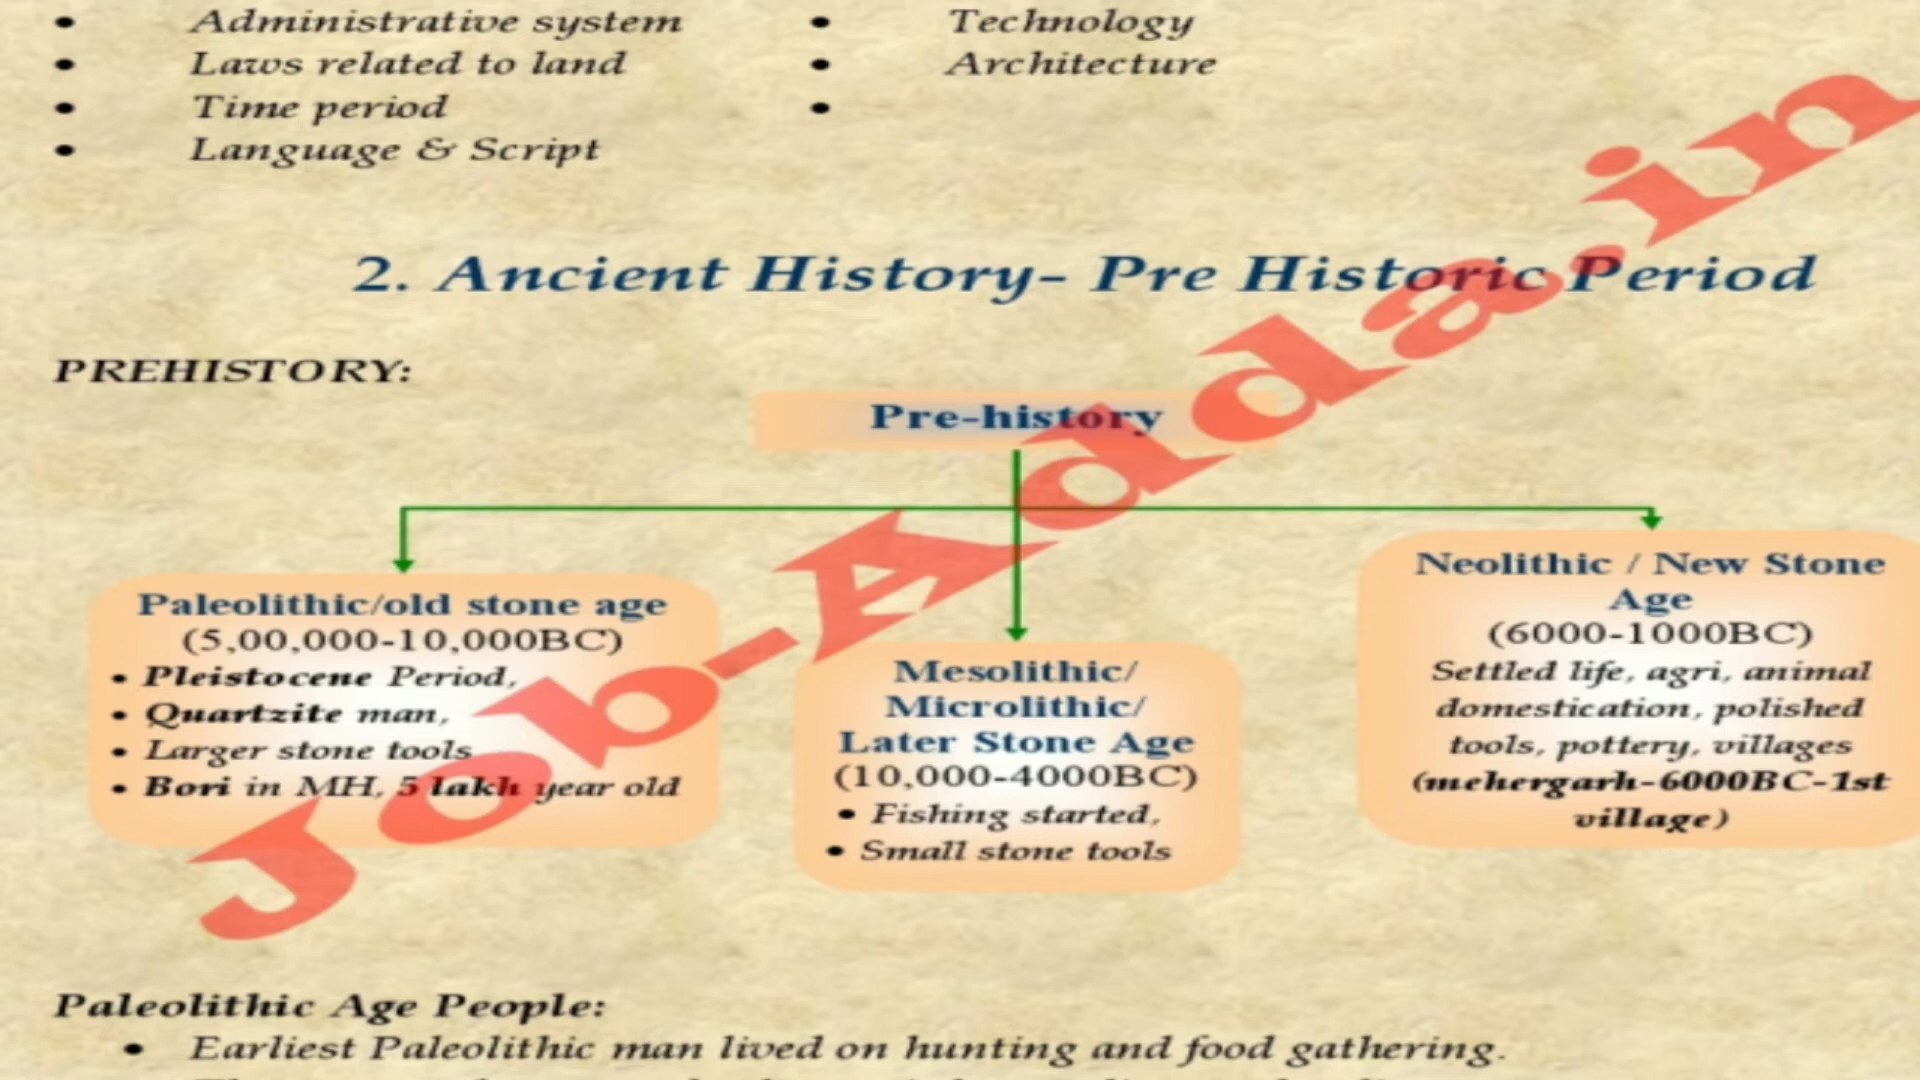 • Administrative system
• Laws related to land
• Time period
• Language & Script
• Technology
• Architecture
•
2. Ancient History- Pre Historic Period
PREHISTORY:
Pre-history
Paleolithic/old stone age
(5,00,000-10,000BC)
• Pleistocene Period,
• Quartzite man,
• Larger stone tools
• Bori in MH, 5 lakh year old
Mesolithic/
Microlithic/
Later Stone Age
(10,000-4000BC)
• Fishing started,
• Small stone tools
Neolithic / New Stone
Age
(6000-1000BC)
Settled life, agri, animal
domestication, polished
tools, pottery, villages
(mehergarh-6000BC-1st
village)
Job-Adda.in
Paleolithic Age People:
• Earliest Paleolithic man lived on hunting and food gathering.